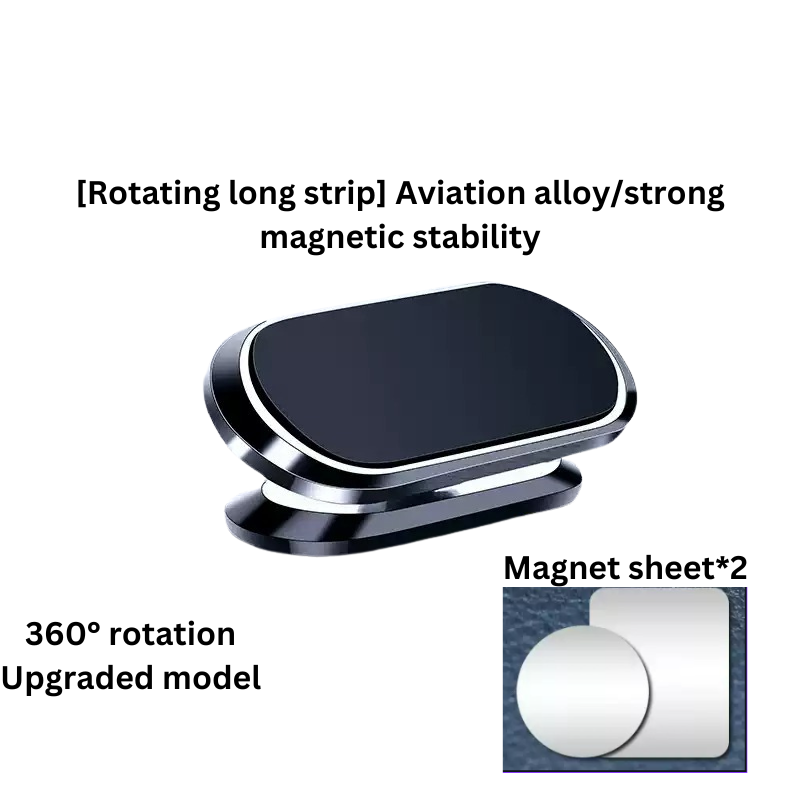 [Rotating long strip] Aviation alloy/strong
magnetic stability
Magnet sheet*2
360° rotation
Upgraded model